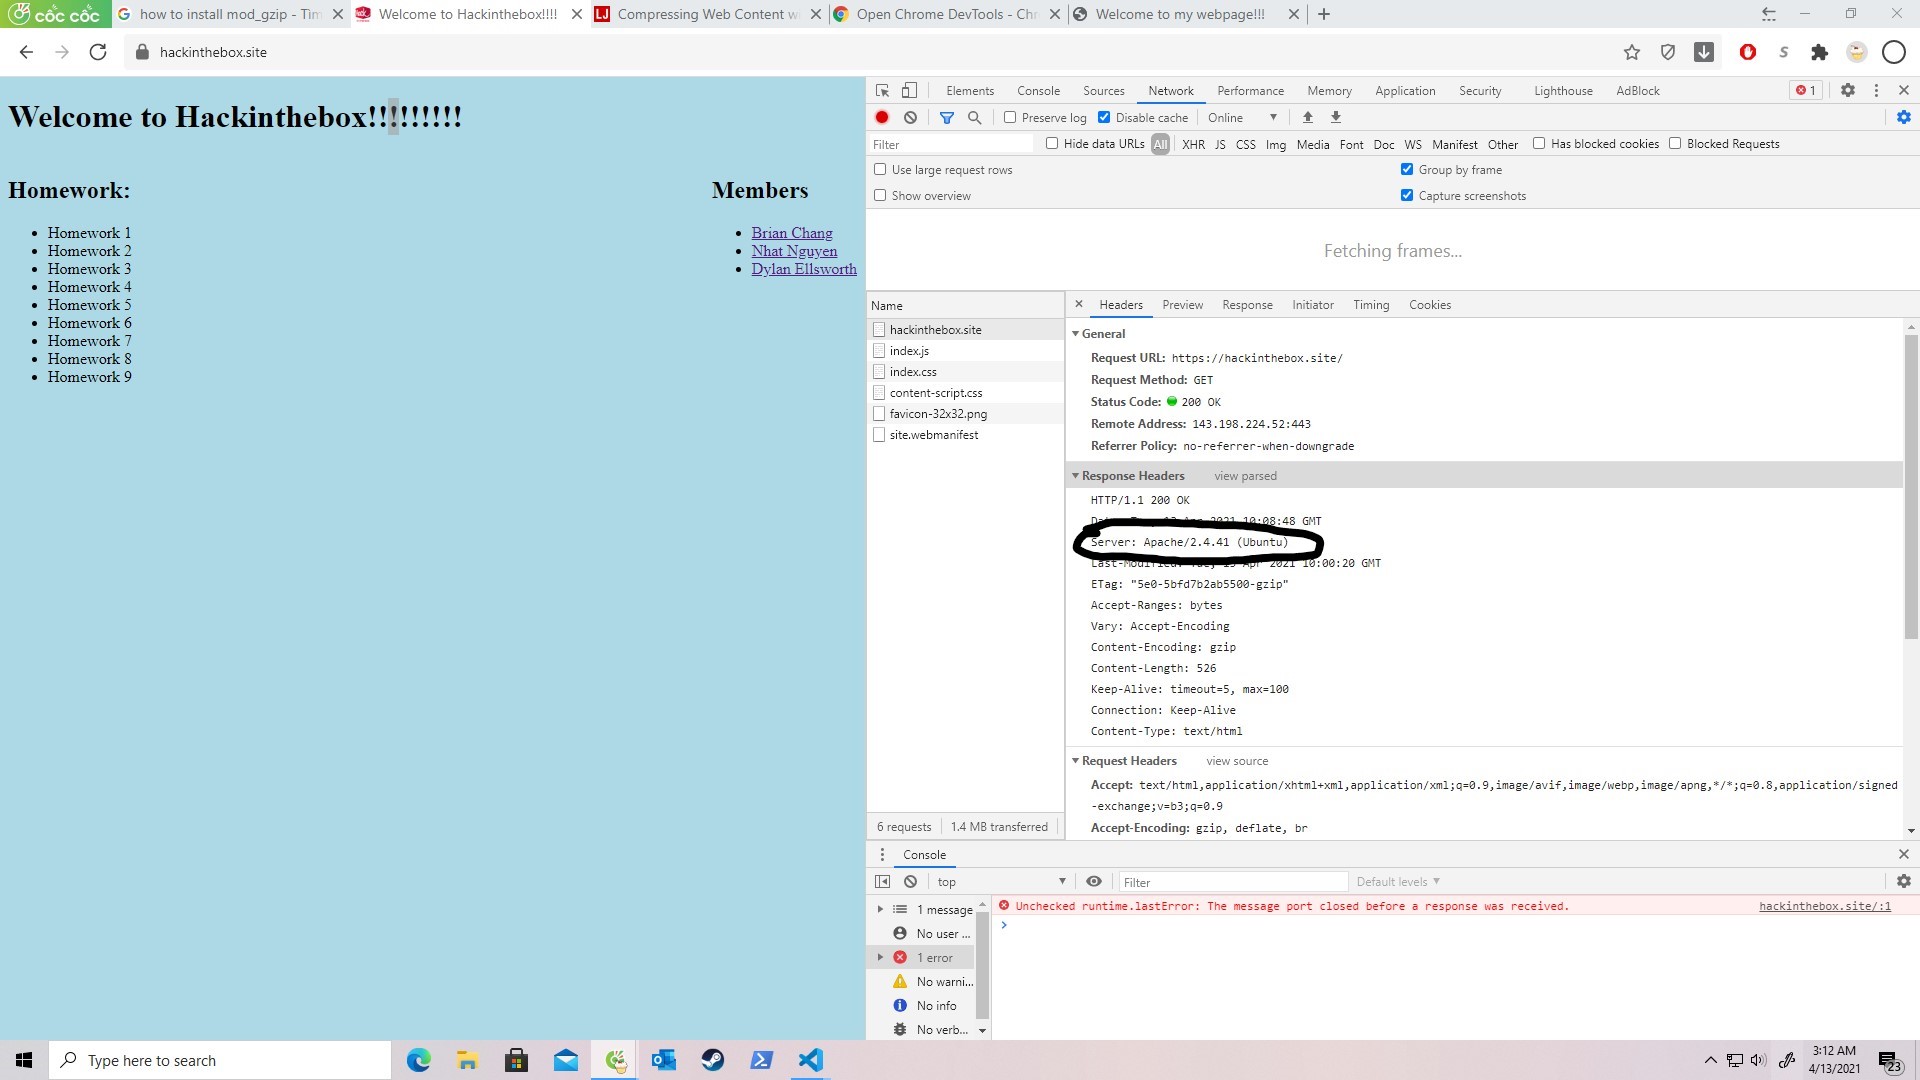 cốc cốc
how to install mod_gzip - Tìm
Welcome to Hackinthebox!!!!
LJ
Compressing Web Content wi
Open Chrome DevTools - Chr
Welcome to my webpage!!!
hackinthebox.site
Welcome to Hackinthebox!!!!!!!!!
Homework:
Homework 1
Homework 2
Homework 3
Homework 4
Homework 5
Homework 6
Homework 7
Homework 8
Homework 9
Members
Brian Chang
Nhat Nguyen
Dylan Ellsworth
Elements Console Sources Network Performance Memory Application Security Lighthouse AdBlock 1
Preserve log Disable cache Online
Filter Hide data URLs All XHR JS CSS Img Media Font Doc WS Manifest Other Has blocked cookies Blocked Requests
Use large request rows Group by frame
Show overview Capture screenshots
Fetching frames...
Name
hackinthebox.site
index.js
index.css
content-script.css
favicon-32x32.png
site.webmanifest
6 requests 1.4 MB transferred
Headers Preview Response Initiator Timing Cookies
General
Request URL: https://hackinthebox.site/
Request Method: GET
Status Code: 200 OK
Remote Address: 143.198.224.52:443
Referrer Policy: no-referrer-when-downgrade
Response Headers view parsed
HTTP/1.1 200 OK
Apr 2021 10:08:48 GMT
Server: Apache/2.4.41 (Ubuntu)
Last-Modified: Tue, 13 Apr 2021 10:00:20 GMT
ETag: "5e0-5bfd7b2ab5500-gzip"
Accept-Ranges: bytes
Vary: Accept-Encoding
Content-Encoding: gzip
Content-Length: 526
Keep-Alive: timeout=5, max=100
Connection: Keep-Alive
Content-Type: text/html
Request Headers view source
Accept: text/html,application/xhtml+xml,application/xml;q=0.9,image/avif,image/webp,image/apng,*/*;q=0.8,application/signed
-exchange;v=b3;q=0.9
Accept-Encoding: gzip, deflate, br
Console
top Filter Default levels
1 message
No user ...
1 error
No warni...
No info
No verb...
Unchecked runtime.lastError: The message port closed before a response was received. hackinthebox.site/:1
Type here to search
3:12 AM
4/13/2021
23